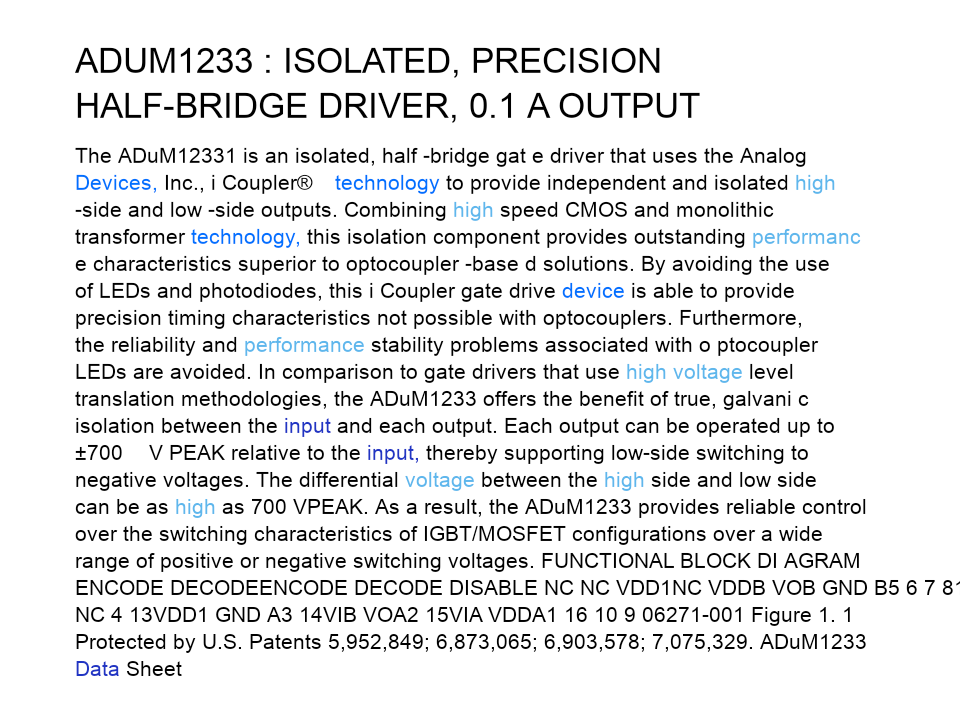 ADUM1233 : ISOLATED, PRECISION
HALF-BRIDGE DRIVER, 0.1 A OUTPUT
The ADuM12331 is an isolated, half -bridge gat e driver that uses the Analog
Devices, Inc., i Coupler® technology to provide independent and isolated high
-side and low -side outputs. Combining high speed CMOS and monolithic
transformer technology, this isolation component provides outstanding performanc
e characteristics superior to optocoupler -base d solutions. By avoiding the use
of LEDs and photodiodes, this i Coupler gate drive device is able to provide
precision timing characteristics not possible with optocouplers. Furthermore,
the reliability and performance stability problems associated with o ptocoupler
LEDs are avoided. In comparison to gate drivers that use high voltage level
translation methodologies, the ADuM1233 offers the benefit of true, galvani c
isolation between the input and each output. Each output can be operated up to
±700 V PEAK relative to the input, thereby supporting low-side switching to
negative voltages. The differential voltage between the high side and low side
can be as high as 700 VPEAK. As a result, the ADuM1233 provides reliable control
over the switching characteristics of IGBT/MOSFET configurations over a wide
range of positive or negative switching voltages. FUNCTIONAL BLOCK DI AGRAM
ENCODE DECODEENCODE DECODE DISABLE NC NC VDD1NC VDDB VOB GND B5 6 7 81
NC 4 13VDD1 GND A3 14VIB VOA2 15VIA VDDA1 16 10 9 06271-001 Figure 1. 1
Protected by U.S. Patents 5,952,849; 6,873,065; 6,903,578; 7,075,329. ADuM1233
Data Sheet